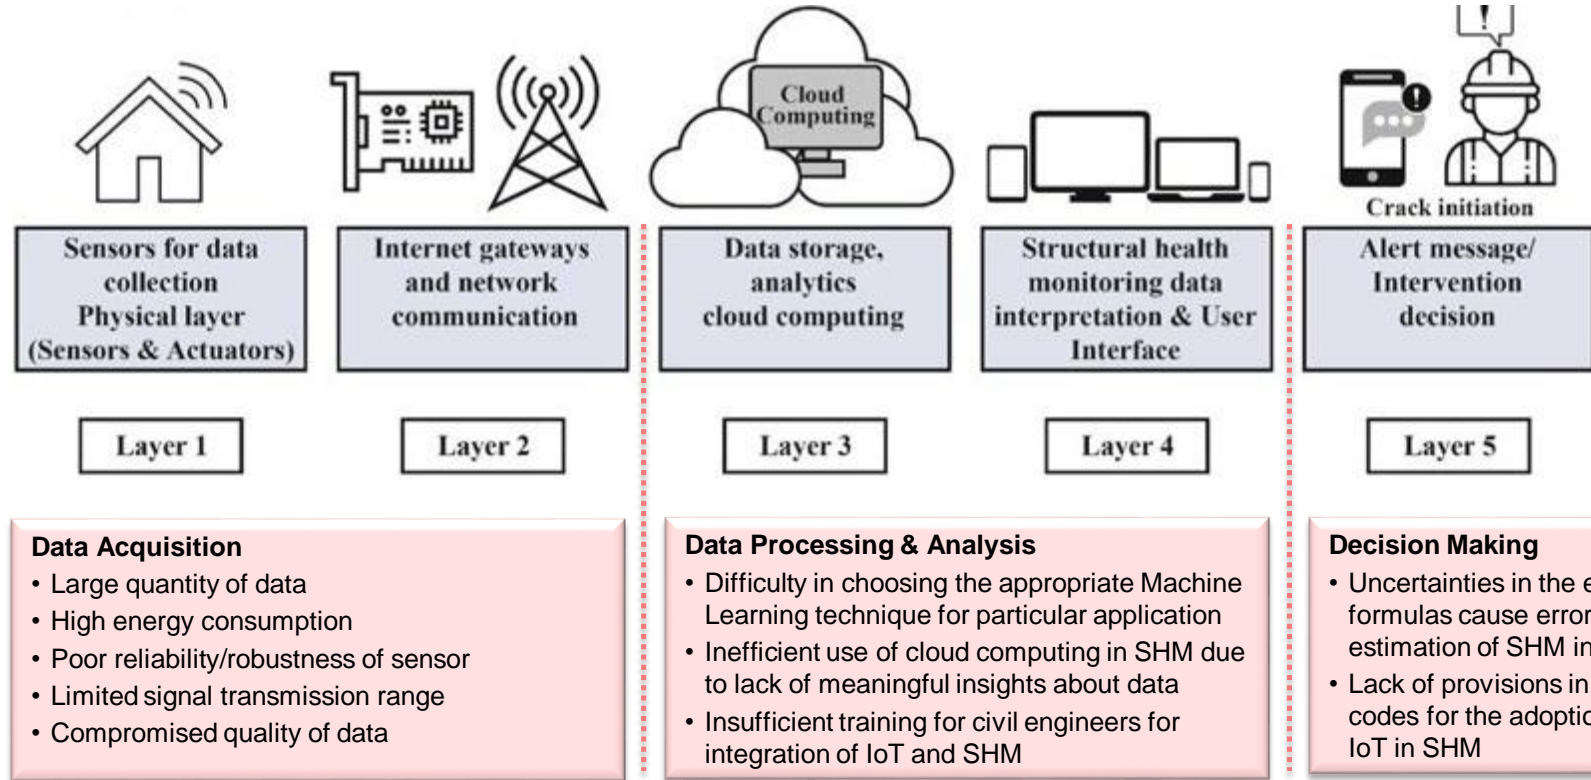 Cloud
Computing
!
!
Crack initiation
Sensors for data
collection
Physical layer
(Sensors & Actuators)
Internet gateways
and network
communication
Data storage,
analytics
cloud computing
Structural health
monitoring data
interpretation & User
Interface
Alert message/
Intervention
decision
Layer 1
Layer 2
Layer 3
Layer 4
Layer 5
Data Acquisition
• Large quantity of data
• High energy consumption
• Poor reliability/robustness of sensor
• Limited signal transmission range
• Compromised quality of data
Data Processing & Analysis
• Difficulty in choosing the appropriate Machine
Learning technique for particular application
• Inefficient use of cloud computing in SHM due
to lack of meaningful insights about data
• Insufficient training for civil engineers for
integration of IoT and SHM
Decision Making
• Uncertainties in the
formulas cause
estimation of SHM
• Lack of provisions in
codes for the
IoT in SHM